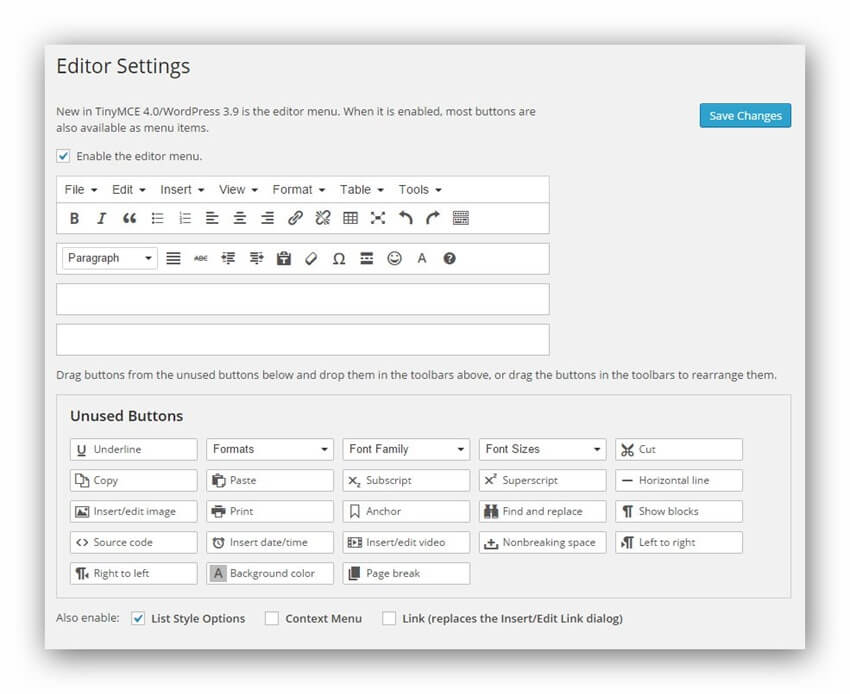 Editor Settings
New in TinyMCE 4.0/WordPress 3.9 is the editor menu. When it is enabled, most buttons are
also available as menu items.
Save Changes
Enable the editor menu.
File Edit Insert View Format Table Tools
B I
Paragraph ABC Ω A ?
Drag buttons from the unused buttons below and drop them in the toolbars above, or drag the buttons in the toolbars to rearrange them.
Unused Buttons
U Underline Formats Font Family Font Sizes Cut
Copy Paste Subscript Superscript Horizontal line
Insert/edit image Print Anchor Find and replace Show blocks
Source code Insert date/time Insert/edit video Nonbreaking space Left to right
Right to left A Background color Page break
Also enable: List Style Options Context Menu Link (replaces the Insert/Edit Link dialog)